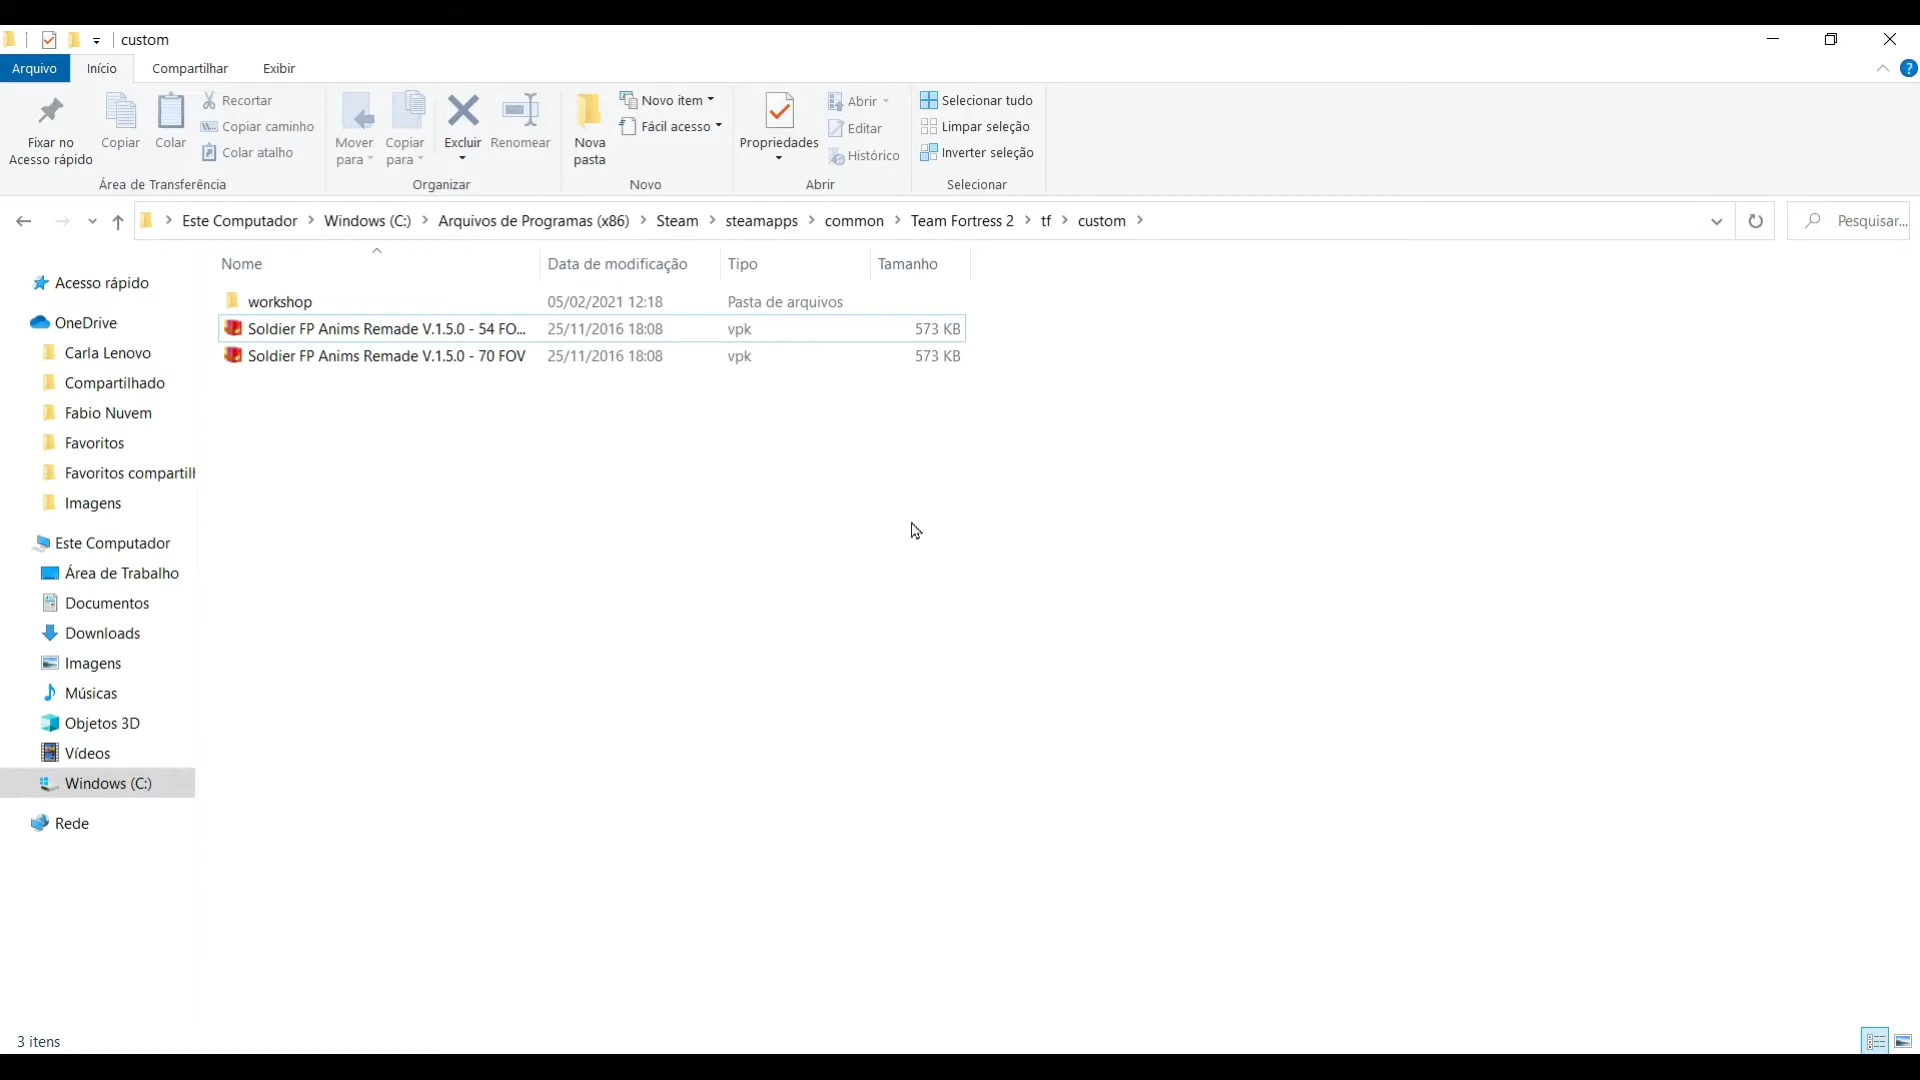 custom
Arquivo Início Compartilhar Exibir
Fixar no Acesso rápido
Copiar
Colar
Recortar
Copiar caminho
Colar atalho
Área de Transferência
Mover para
Copiar para
Excluir
Renomear
Organizar
Nova pasta
Novo item
Fácil acesso
Novo
Propriedades
Abrir
Editar
Histórico
Abrir
Selecionar tudo
Limpar seleção
Inverter seleção
Selecionar
Este Computador Windows (C:) Arquivos de Programas (x86) Steam steamapps common Team Fortress 2 tf custom
Pesquisar...
Nome Data de modificação Tipo Tamanho
workshop 05/02/2021 12:18 Pasta de arquivos
Soldier FP Anims Remade V.1.5.0 - 54 FO... 25/11/2016 18:08 vpk 573 KB
Soldier FP Anims Remade V.1.5.0 - 70 FOV 25/11/2016 18:08 vpk 573 KB
Acesso rápido
OneDrive
Carla Lenovo
Compartilhado
Fabio Nuvem
Favoritos
Favoritos compartilh
Imagens
Este Computador
Área de Trabalho
Documentos
Downloads
Imagens
Músicas
Objetos 3D
Vídeos
Windows (C:)
Rede
3 itens